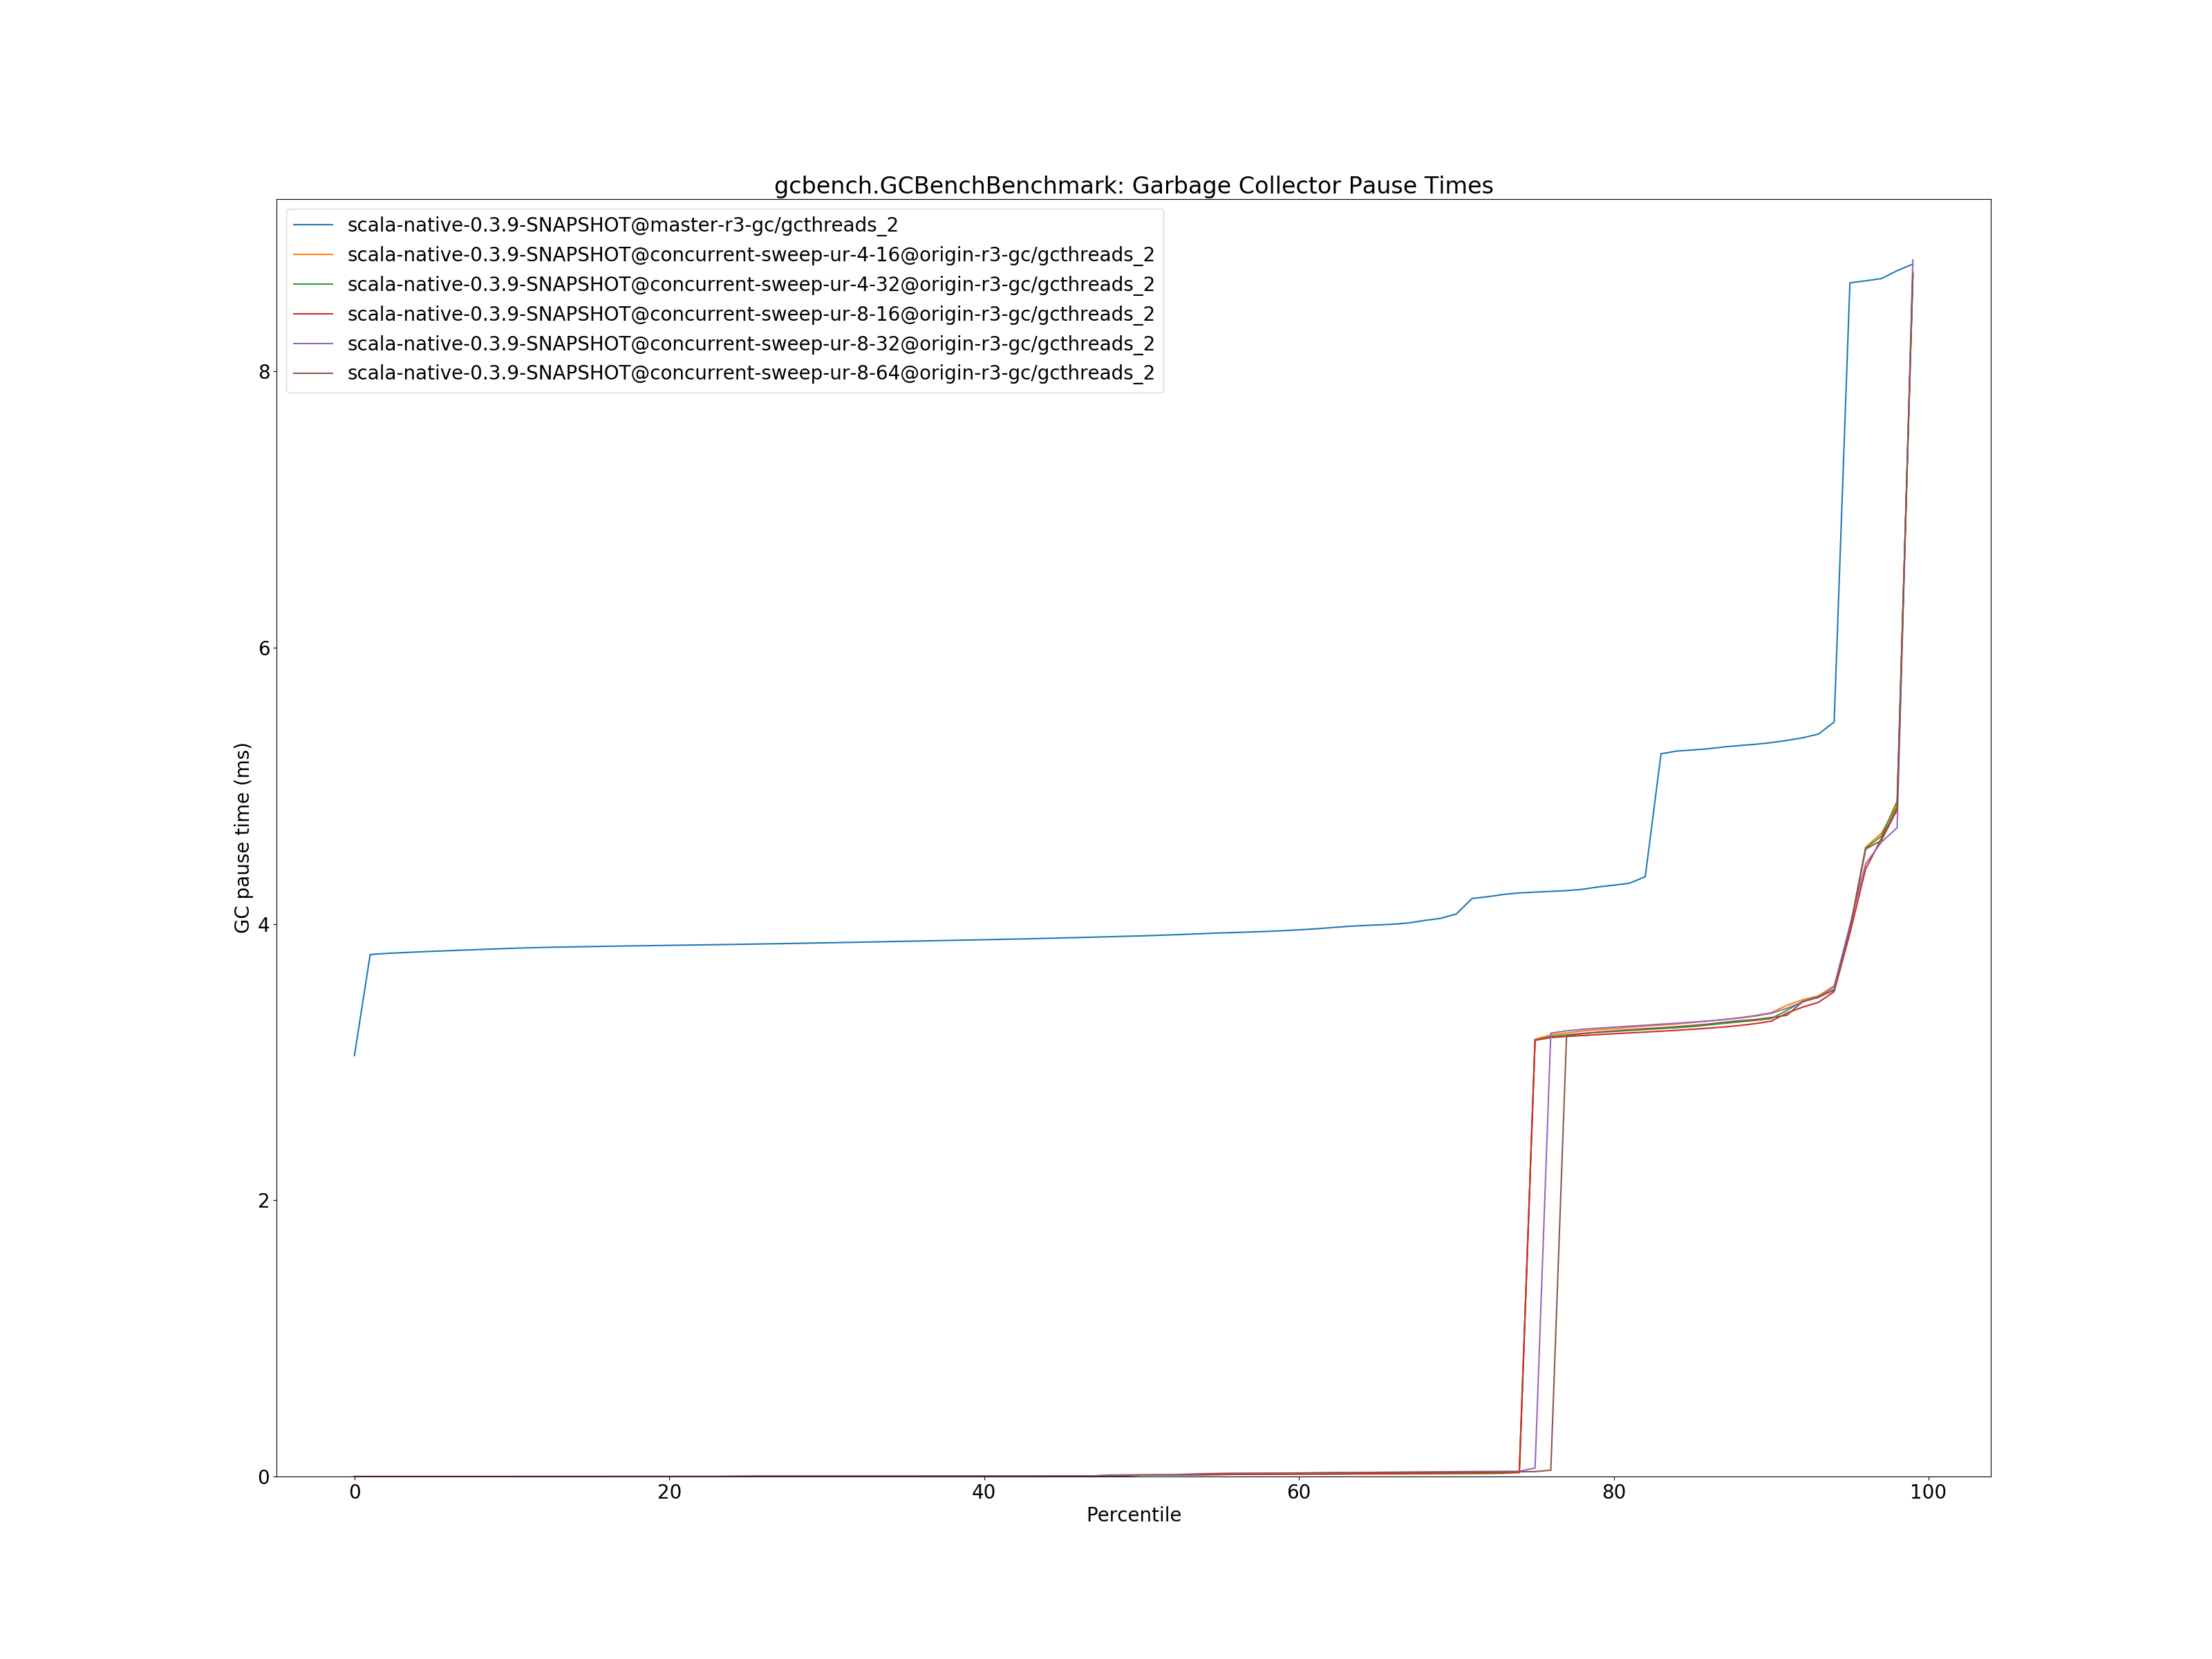 gcbench.GCBenchBenchmark: Garbage Collector Pause Times
scala-native-0.3.9-SNAPSHOT@master-r3-gc/gcthreads_2
scala-native-0.3.9-SNAPSHOT@concurrent-sweep-ur-4-16@origin-r3-gc/gcthreads_2
scala-native-0.3.9-SNAPSHOT@concurrent-sweep-ur-4-32@origin-r3-gc/gcthreads_2
scala-native-0.3.9-SNAPSHOT@concurrent-sweep-ur-8-16@origin-r3-gc/gcthreads_2
scala-native-0.3.9-SNAPSHOT@concurrent-sweep-ur-8-32@origin-r3-gc/gcthreads_2
scala-native-0.3.9-SNAPSHOT@concurrent-sweep-ur-8-64@origin-r3-gc/gcthreads_2
8
6
4
2
0
GC pause time (ms)
0 20 40 60 80 100
Percentile